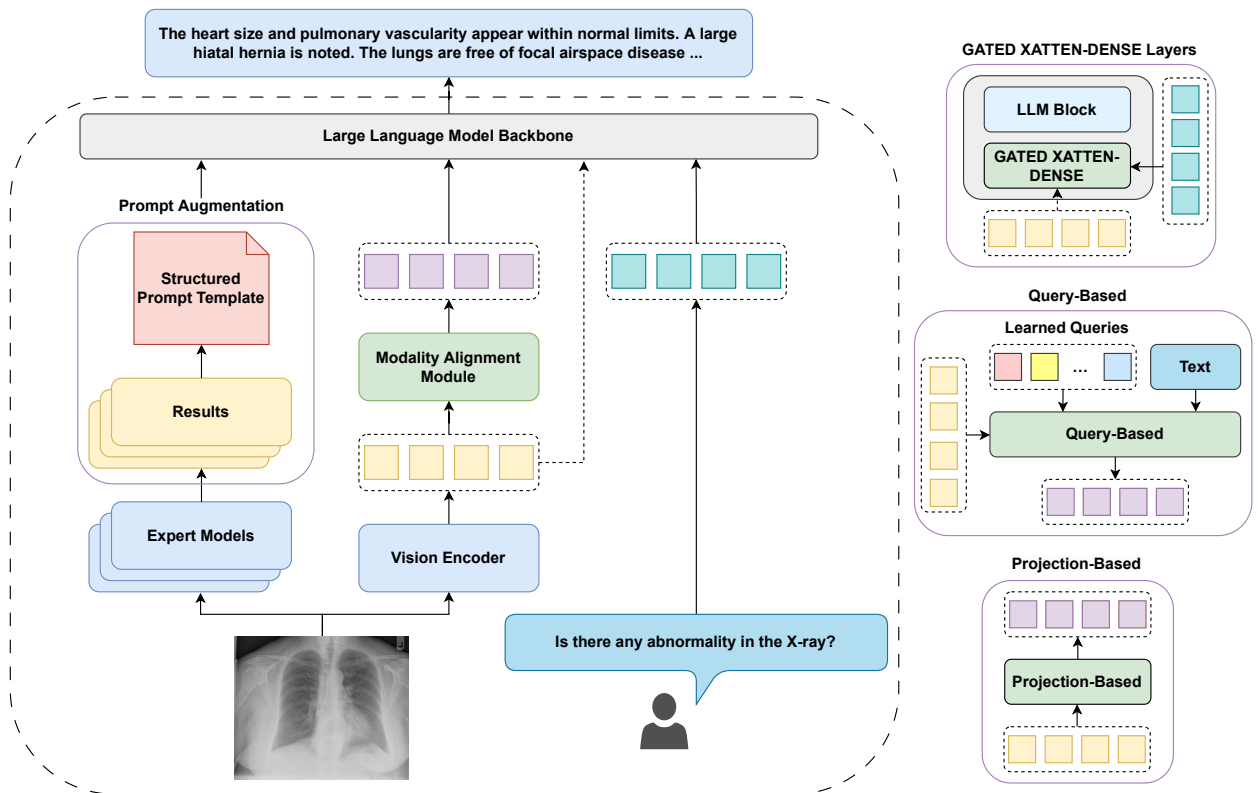 The heart size and pulmonary vascularity appear within normal limits. A large
hiatal hernia is noted. The lungs are free of focal airspace disease ...
Large Language Model Backbone
Prompt Augmentation
Structured
Prompt Template
Results
Expert Models
Modality Alignment
Module
Vision Encoder
Is there any abnormality in the X-ray?
GATED XATTEN-DENSE Layers
LLM Block
GATED XATTEN-
DENSE
Query-Based
Learned Queries
...
Text
Query-Based
Projection-Based
Projection-Based